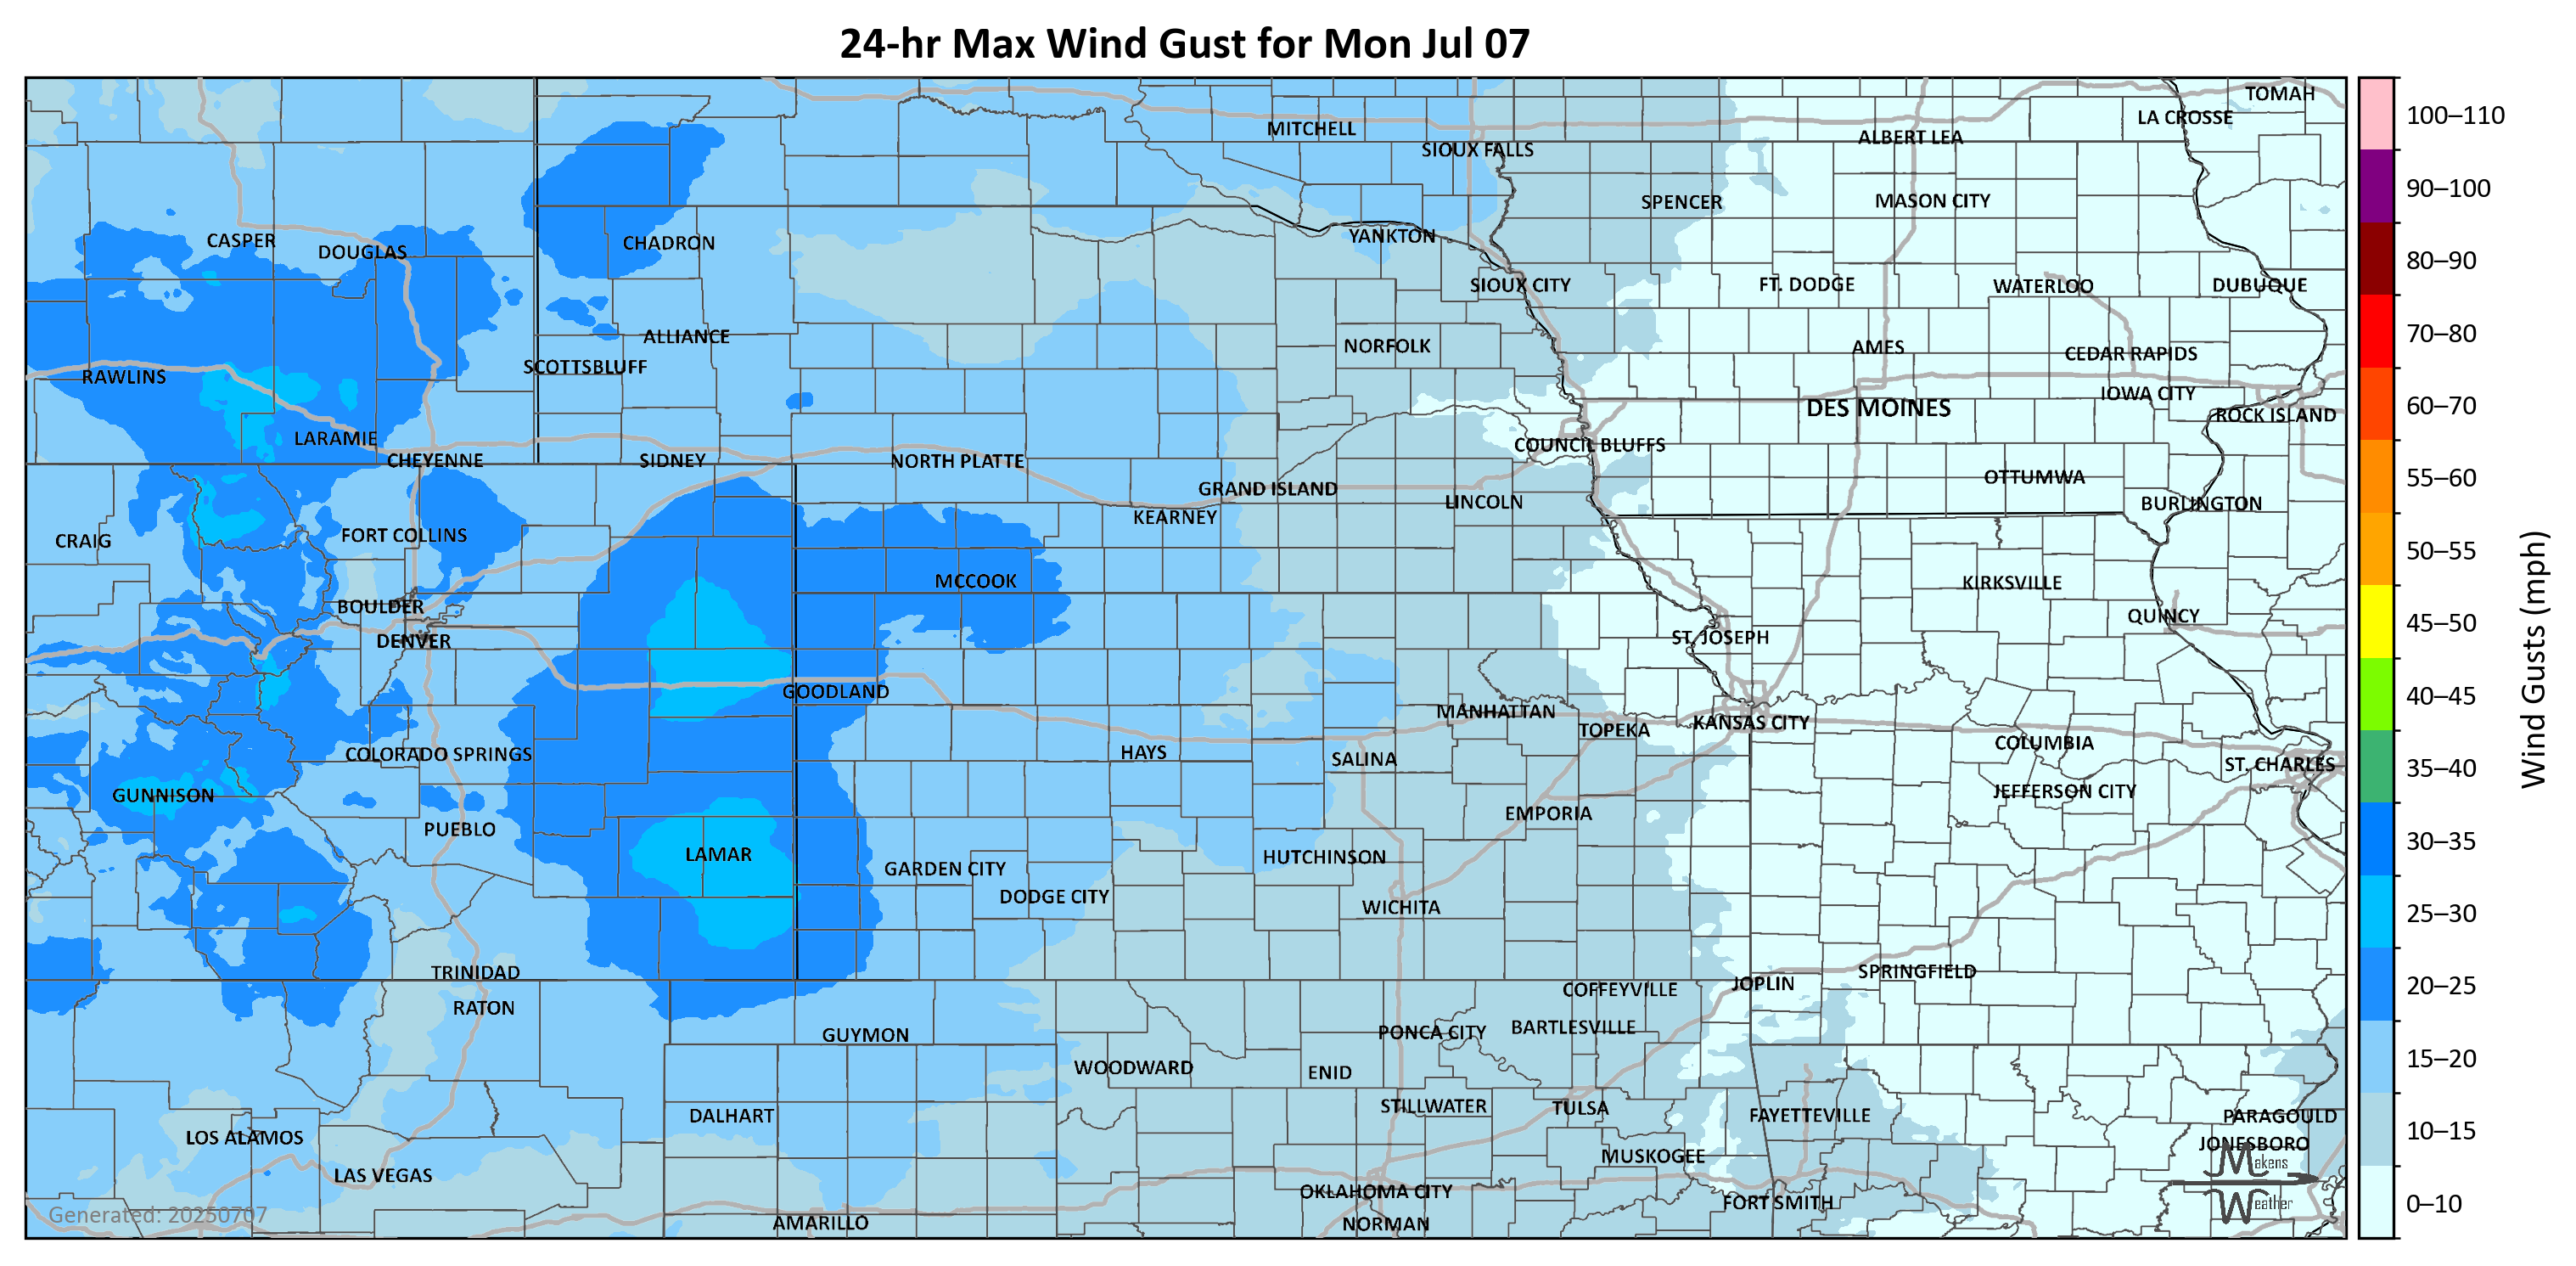 24-hr Max Wind Gust for Mon Jul 07
TOMAH
LA CROSSE
MITCHELL
ALBERT LEA
SIOUX FALLS
SPENCER
MASON CITY
CASPER
DOUGLAS
CHADRON
YANKTON
SIOUX CITY
FT. DODGE
WATERLOO
DUBUQUE
ALLIANCE
NORFOLK
AMES
CEDAR RAPIDS
SCOTTSBLUFF
RAWLINS
IOWA CITY
DES MOINES
ROCK ISLAND
LARAMIE
COUNCIL BLUFFS
CHEYENNE
SIDNEY
NORTH PLATTE
OTTUMWA
GRAND ISLAND
LINCOLN
BURLINGTON
KEARNEY
FORT COLLINS
CRAIG
MCCOOK
KIRKSVILLE
BOULDER
QUINCY
DENVER
ST. JOSEPH
GOODLAND
MANHATTAN
KANSAS CITY
TOPEKA
COLUMBIA
HAYS
COLORADO SPRINGS
SALINA
ST. CHARLES
JEFFERSON CITY
GUNNISON
EMPORIA
PUEBLO
LAMAR
HUTCHINSON
GARDEN CITY
DODGE CITY
WICHITA
TRINIDAD
SPRINGFIELD
JOPLIN
COFFEYVILLE
RATON
BARTLESVILLE
PONCA CITY
GUYMON
WOODWARD
ENID
STILLWATER
TULSA
DALHART
FAYETTEVILLE
PARAGOULD
LOS ALAMOS
JONESBORO
MUSKOGEE
LAS VEGAS
OKLAHOMA CITY
FORT SMITH
AMARILLO
NORMAN
Generated: 20250707
Makens
Weather
100–110
90–100
80–90
70–80
60–70
55–60
50–55
45–50
40–45
35–40
30–35
25–30
20–25
15–20
10–15
0–10
Wind Gusts (mph)